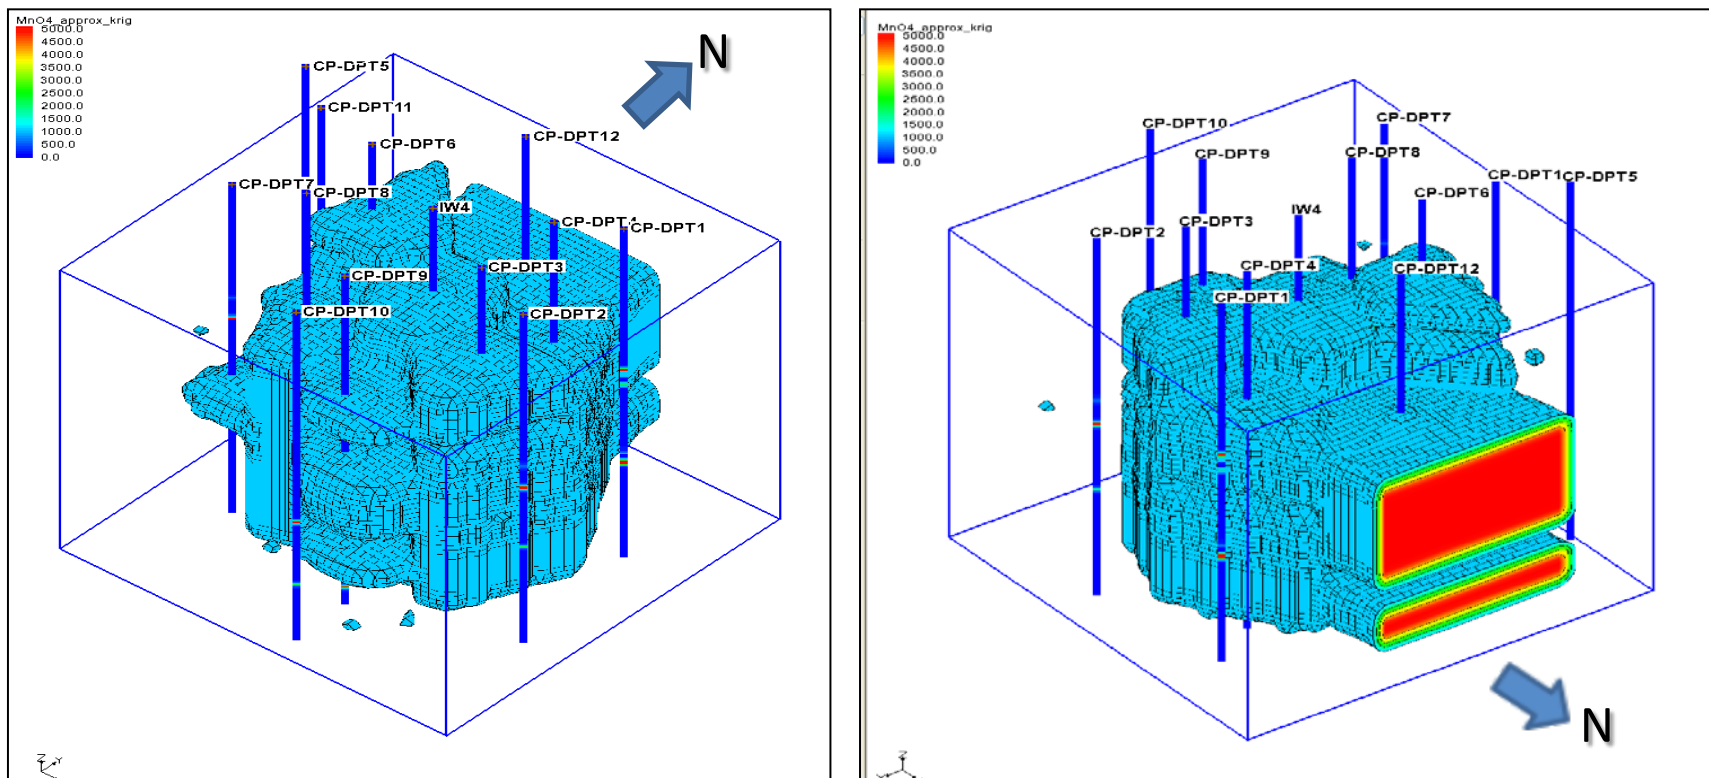 MnO4_approx_krig
5000.0
4500.0
4000.0
3500.0
3000.0
2500.0
2000.0
1500.0
1000.0
500.0
0.0
N
CP-DPT5
CP-DPT11
CP-DPT6
CP-DPT12
CP-DPT7
CP-DPT8
IW4
CP-DPT4
CP-DPT1
CP-DPT9
CP-DPT3
CP-DPT10
CP-DPT2
Z
Y
MnO4_approx_krig
5000.0
4500.0
4000.0
3500.0
3000.0
2500.0
2000.0
1500.0
1000.0
500.0
0.0
CP-DPT10
CP-DPT7
CP-DPT9
CP-DPT8
CP-DPT1
CP-DPT5
CP-DPT6
IW4
CP-DPT3
CP-DPT2
CP-DPT4
CP-DPT12
CP-DPT1
N
Z